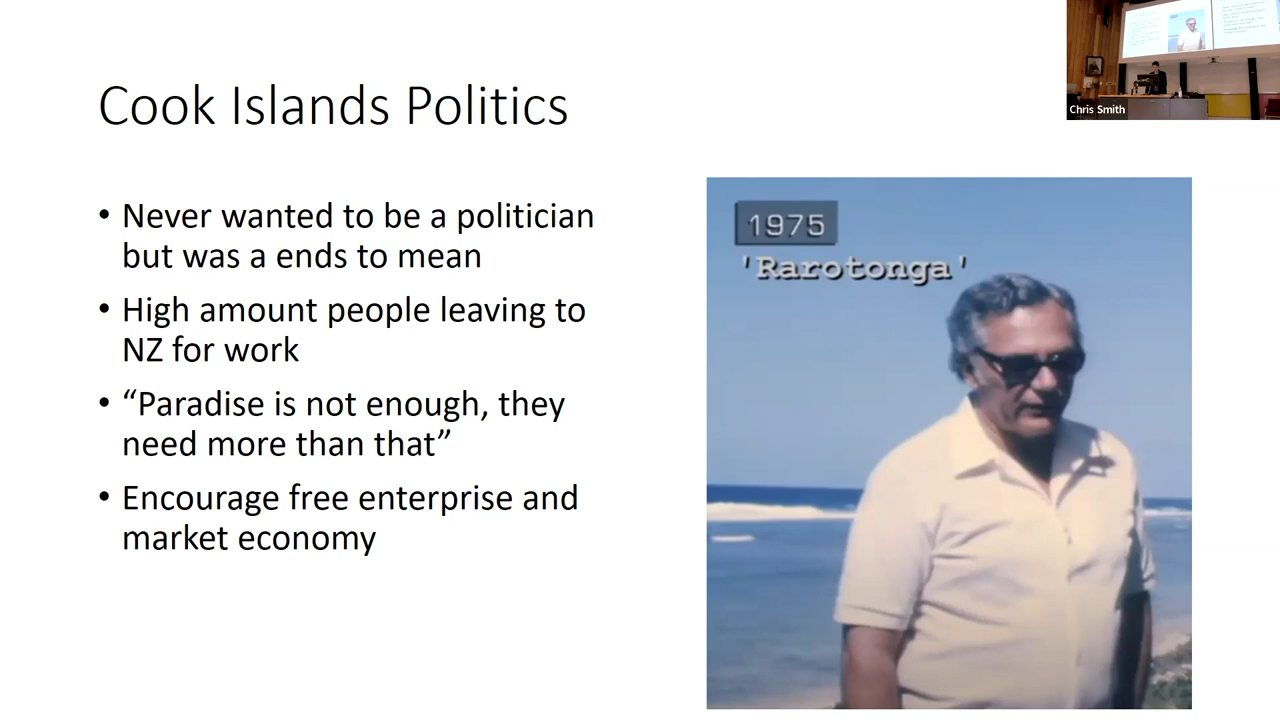 Cook Islands Politics
• Never wanted to be a politician
but was a ends to mean
• High amount people leaving to
NZ for work
• “Paradise is not enough, they
need more than that”
• Encourage free enterprise and
market economy
1975
'Rarotonga'
Chris Smith